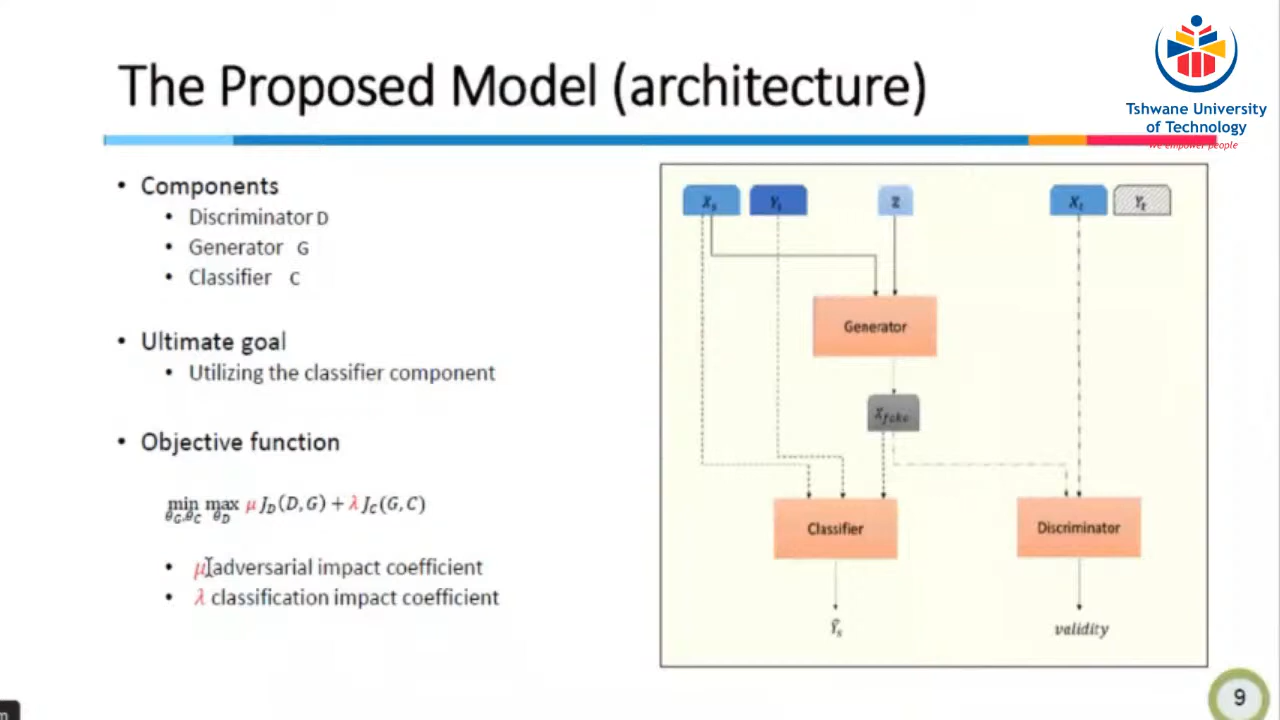 The Proposed Model (architecture)
Tshwane University
of Technology
We empower people
• Components
• Discriminator D
• Generator G
• Classifier C
• Ultimate goal
• Utilizing the classifier component
• Objective function
min max μ J_D(D,G) + λ J_C(G,C)
θ_G,θ_C θ_D
• μ adversarial impact coefficient
• λ classification impact coefficient
X_s Y_s Z X_t Y_t
Generator
X_fake
Classifier Discriminator
Ŷ_s validity
9